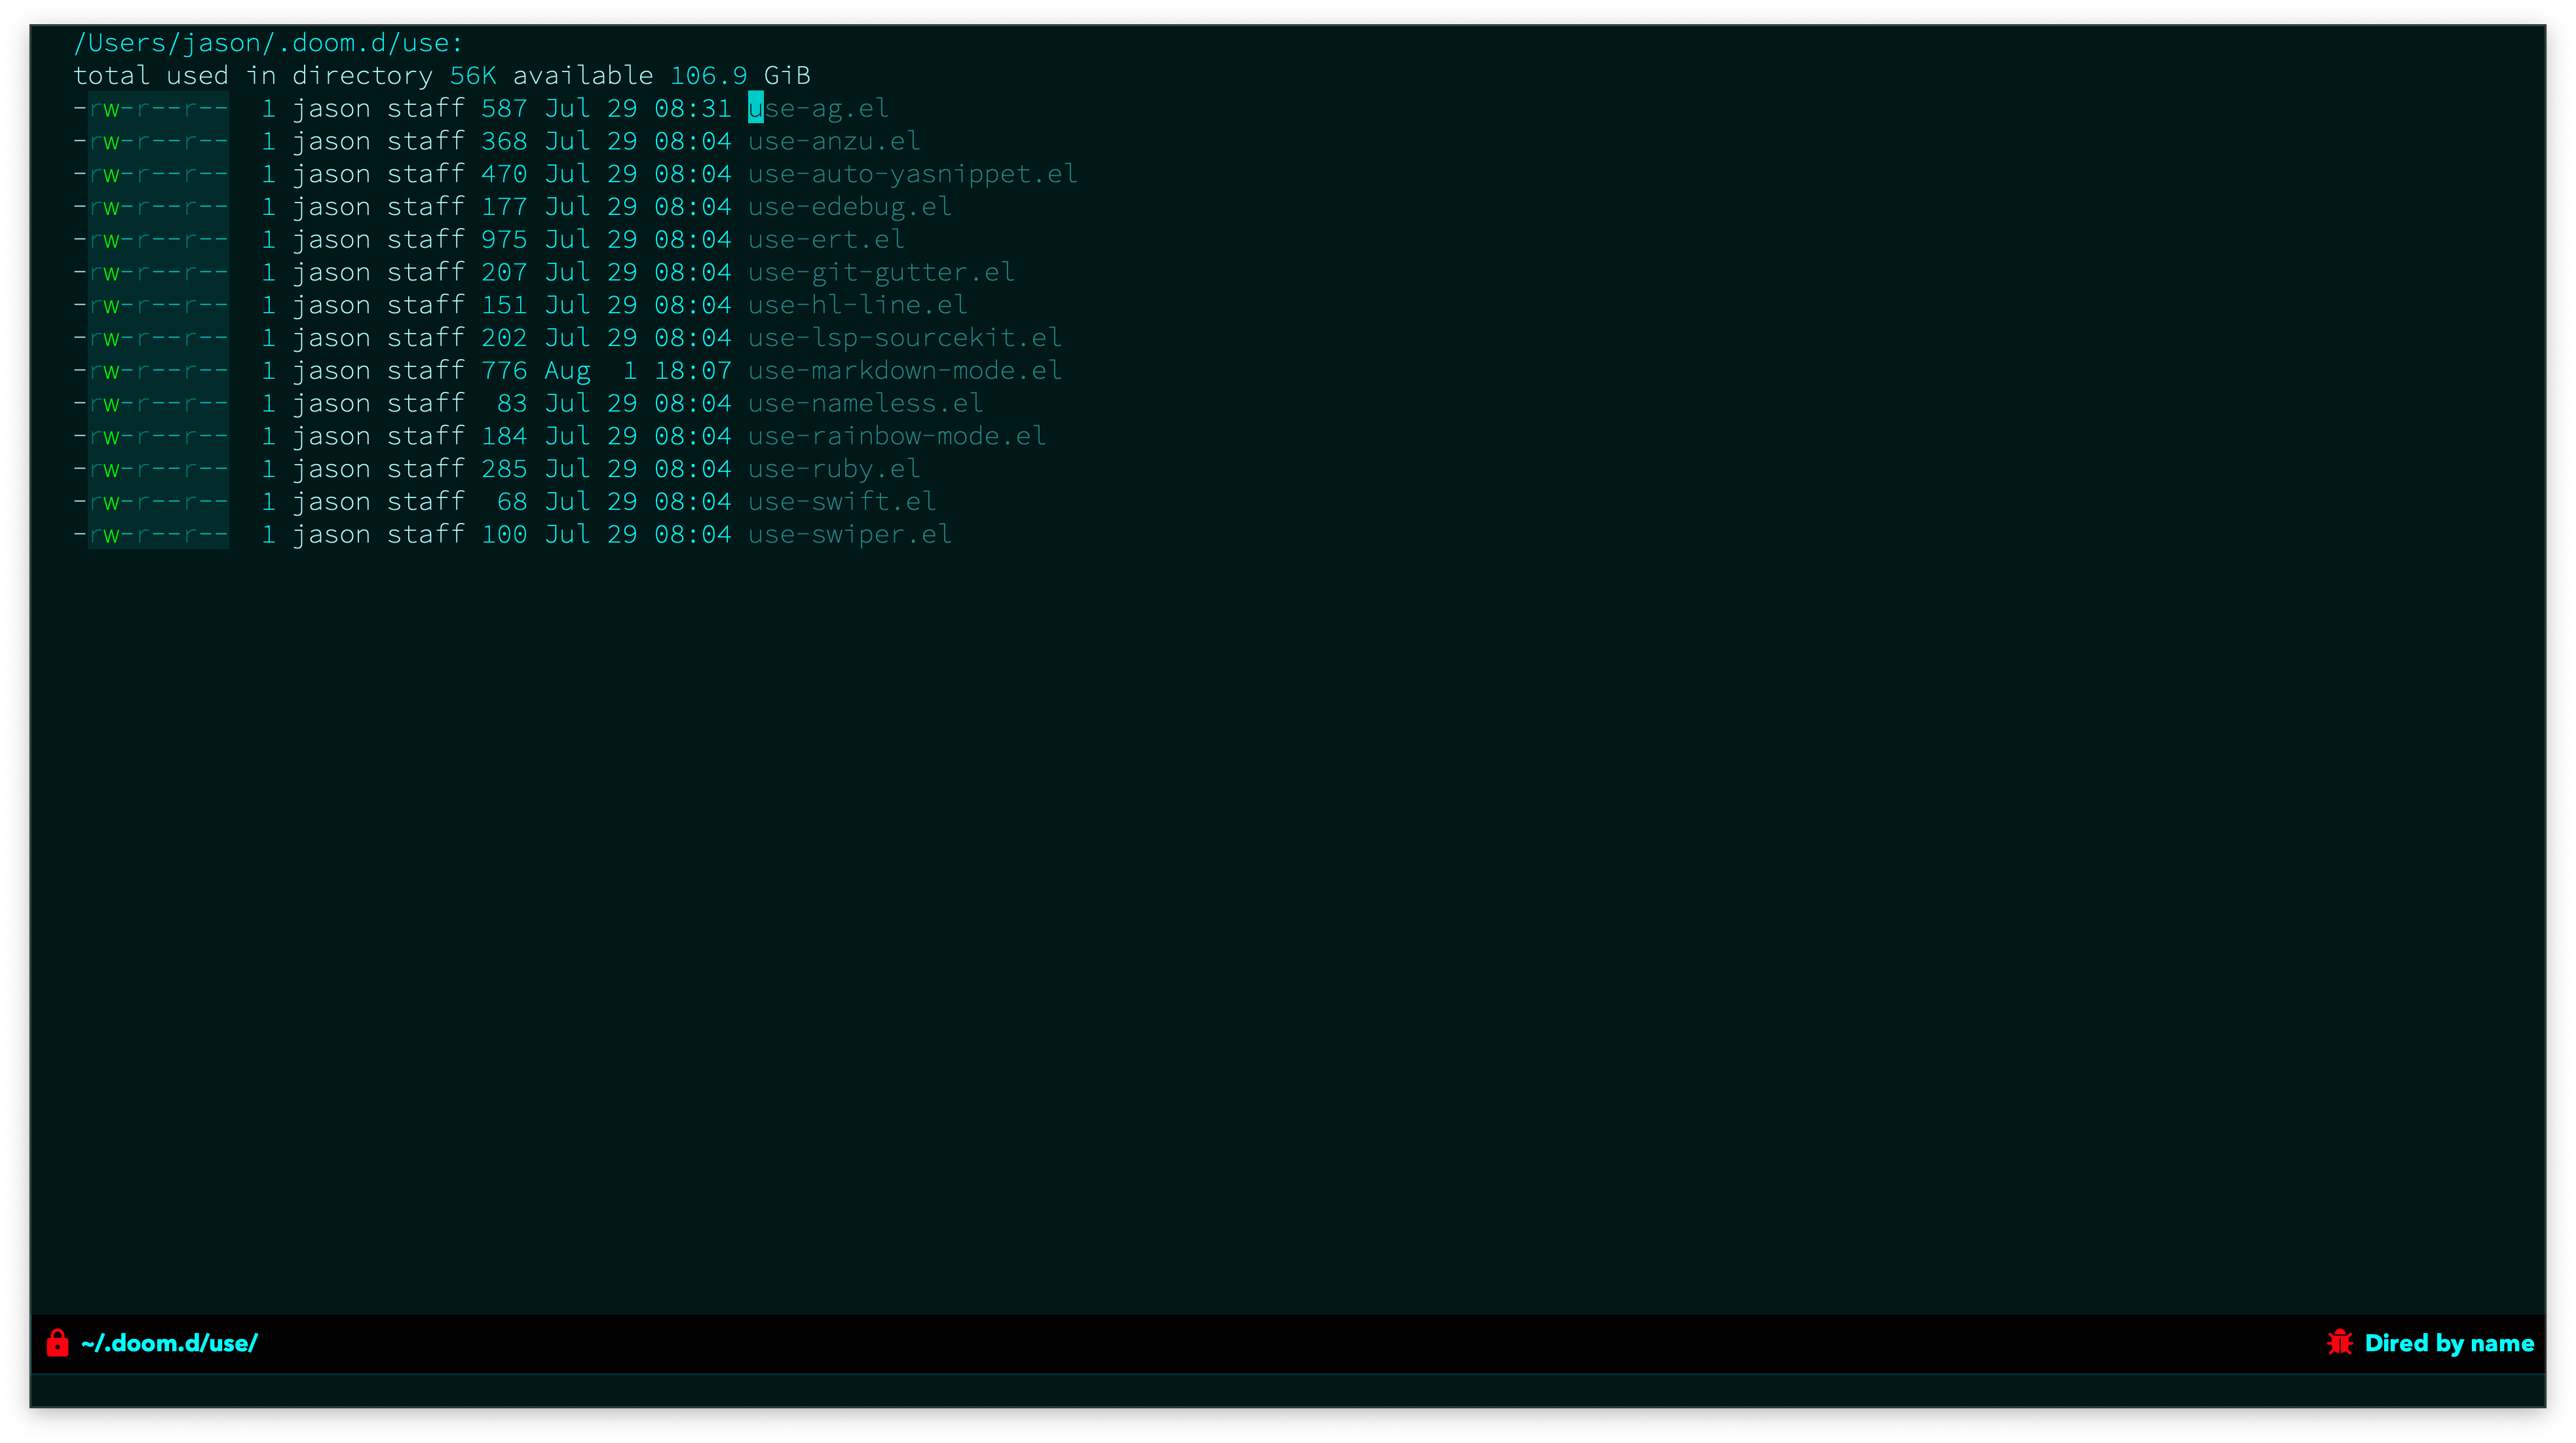 /Users/jason/.doom.d/use:
total used in directory 56K available 106.9 GiB
-rw-r--r--  1 jason staff 587 Jul 29 08:31 use-ag.el
-rw-r--r--  1 jason staff 368 Jul 29 08:04 use-anzu.el
-rw-r--r--  1 jason staff 470 Jul 29 08:04 use-auto-yasnippet.el
-rw-r--r--  1 jason staff 177 Jul 29 08:04 use-edebug.el
-rw-r--r--  1 jason staff 975 Jul 29 08:04 use-ert.el
-rw-r--r--  1 jason staff 207 Jul 29 08:04 use-git-gutter.el
-rw-r--r--  1 jason staff 151 Jul 29 08:04 use-hl-line.el
-rw-r--r--  1 jason staff 202 Jul 29 08:04 use-lsp-sourcekit.el
-rw-r--r--  1 jason staff 776 Aug  1 18:07 use-markdown-mode.el
-rw-r--r--  1 jason staff  83 Jul 29 08:04 use-nameless.el
-rw-r--r--  1 jason staff 184 Jul 29 08:04 use-rainbow-mode.el
-rw-r--r--  1 jason staff 285 Jul 29 08:04 use-ruby.el
-rw-r--r--  1 jason staff  68 Jul 29 08:04 use-swift.el
-rw-r--r--  1 jason staff 100 Jul 29 08:04 use-swiper.el
~/.doom.d/use/
Dired by name